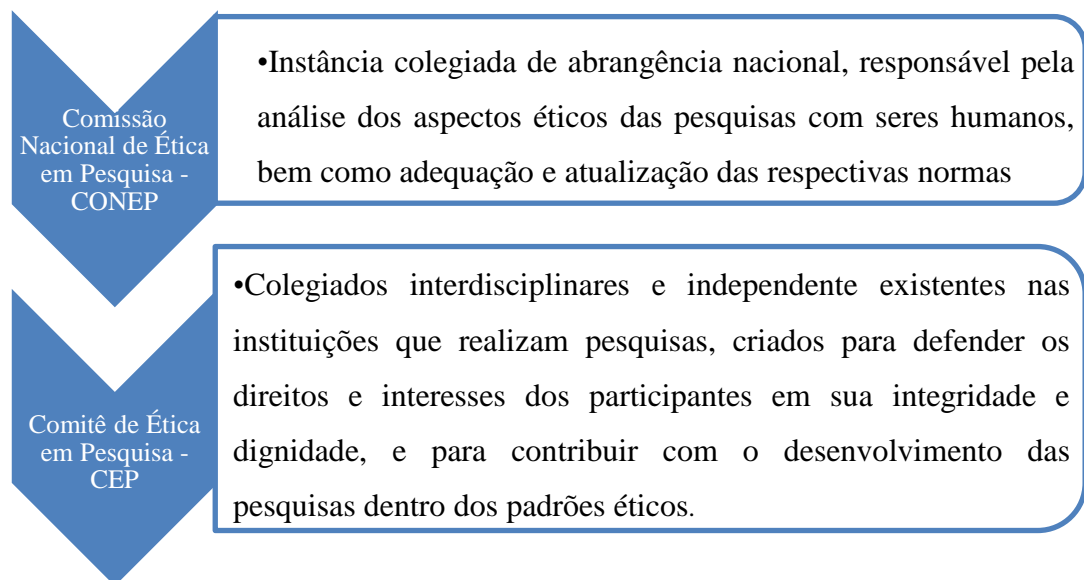 Comissão
Nacional de Ética
em Pesquisa -
CONEP
•Instância colegiada de abrangência nacional, responsável pela
análise dos aspectos éticos das pesquisas com seres humanos,
bem como adequação e atualização das respectivas normas
Comitê de Ética
em Pesquisa -
CEP
•Colegiados interdisciplinares e independente existentes nas
instituições que realizam pesquisas, criados para defender os
direitos e interesses dos participantes em sua integridade e
dignidade, e para contribuir com o desenvolvimento das
pesquisas dentro dos padrões éticos.